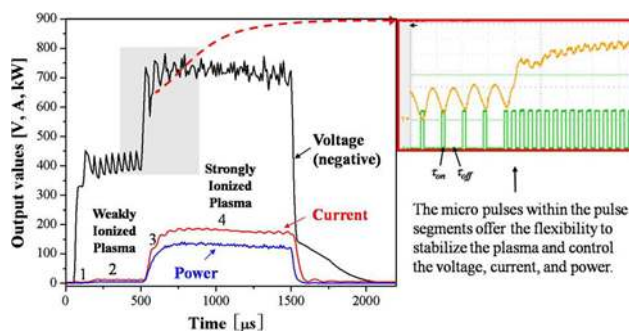 900
800
700
600
500
400
300
200
100
0
Output values [V, A, kW]
0
500
1000
1500
2000
Time [µs]
Voltage
(negative)
Strongly
Ionized
Plasma
Weakly
Ionized
Plasma
1
2
3
4
Current
Power
τon
τoff
The micro pulses within the pulse
segments offer the flexibility to
stabilize the plasma and control
the voltage, current, and power.